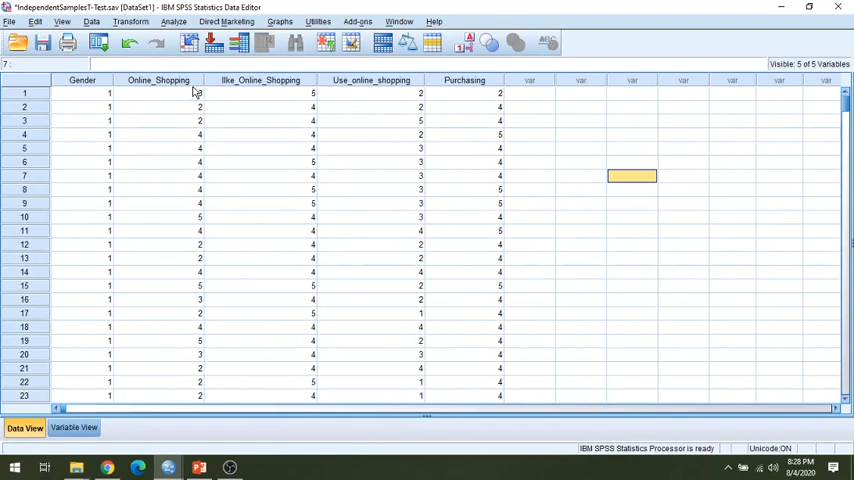 *IndependentSamplesT-Test.sav [DataSet1] - IBM SPSS Statistics Data Editor
File Edit View Data Transform Analyze Direct Marketing Graphs Utilities Add-ons Window Help
7 : Visible: 5 of 5 Variables
Gender Online_Shopping Ilke_Online_Shopping Use_online_shopping Purchasing var var var var var var var
1 1 5 2 2
2 1 2 4 2 4
3 1 2 4 5 4
4 1 4 4 2 5
5 1 4 4 3 4
6 1 4 5 3 4
7 1 4 4 3 4
8 1 4 5 3 5
9 1 4 5 3 5
10 1 5 4 3 4
11 1 4 4 4 5
12 1 2 4 2 4
13 1 2 4 2 4
14 1 4 4 4 4
15 1 5 5 2 5
16 1 3 4 2 4
17 1 2 5 1 4
18 1 4 4 4 4
19 1 5 4 2 4
20 1 3 4 3 4
21 1 2 4 4 4
22 1 2 5 1 4
23 1 2 4 1 4
Data View Variable View
IBM SPSS Statistics Processor is ready Unicode:ON
8:28 PM
8/4/2020